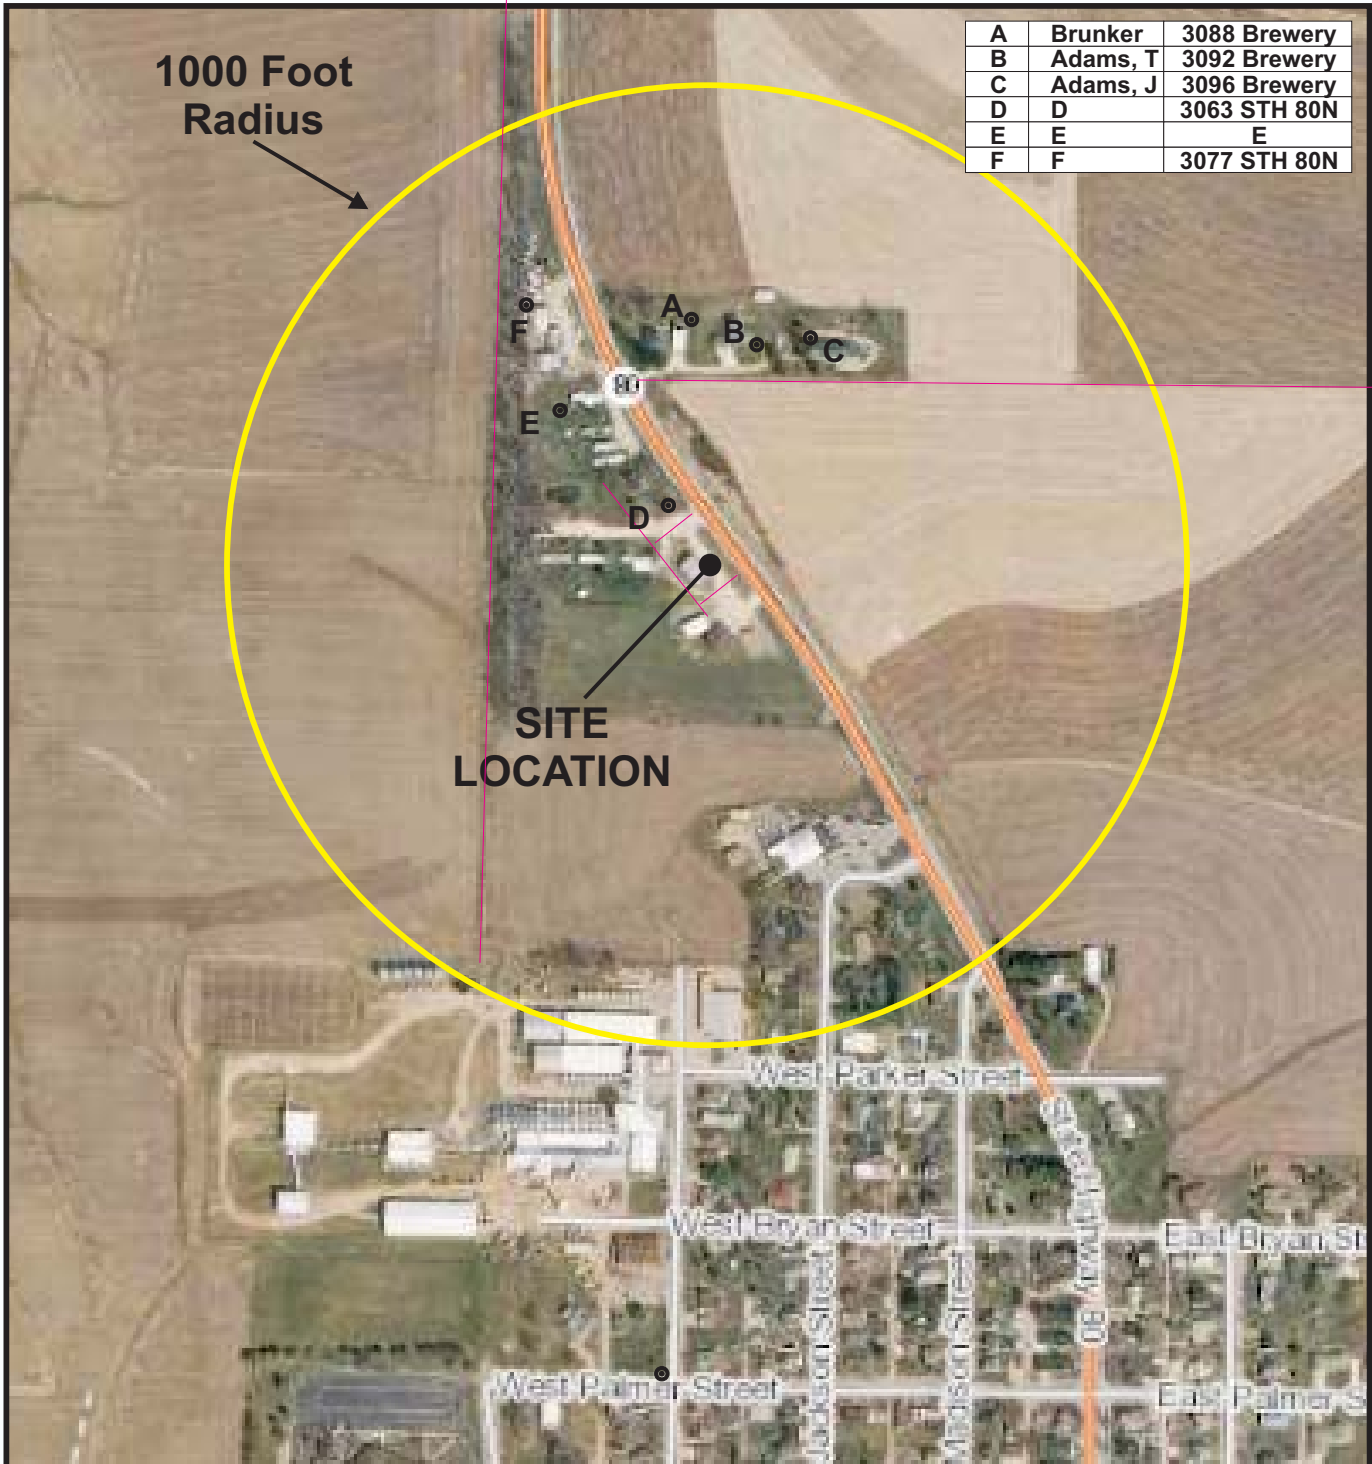 1000 Foot
Radius
A Brunker 3088 Brewery
B Adams, T 3092 Brewery
C Adams, J 3096 Brewery
D D 3063 STH 80N
E E E
F F 3077 STH 80N
A
B
C
F
80
E
D
SITE
LOCATION
West Parker Street
State Highway 80
West Bryan Street
East Bryan St
Jackson Street
Madison Street
West Palmer Street
East Palmer S